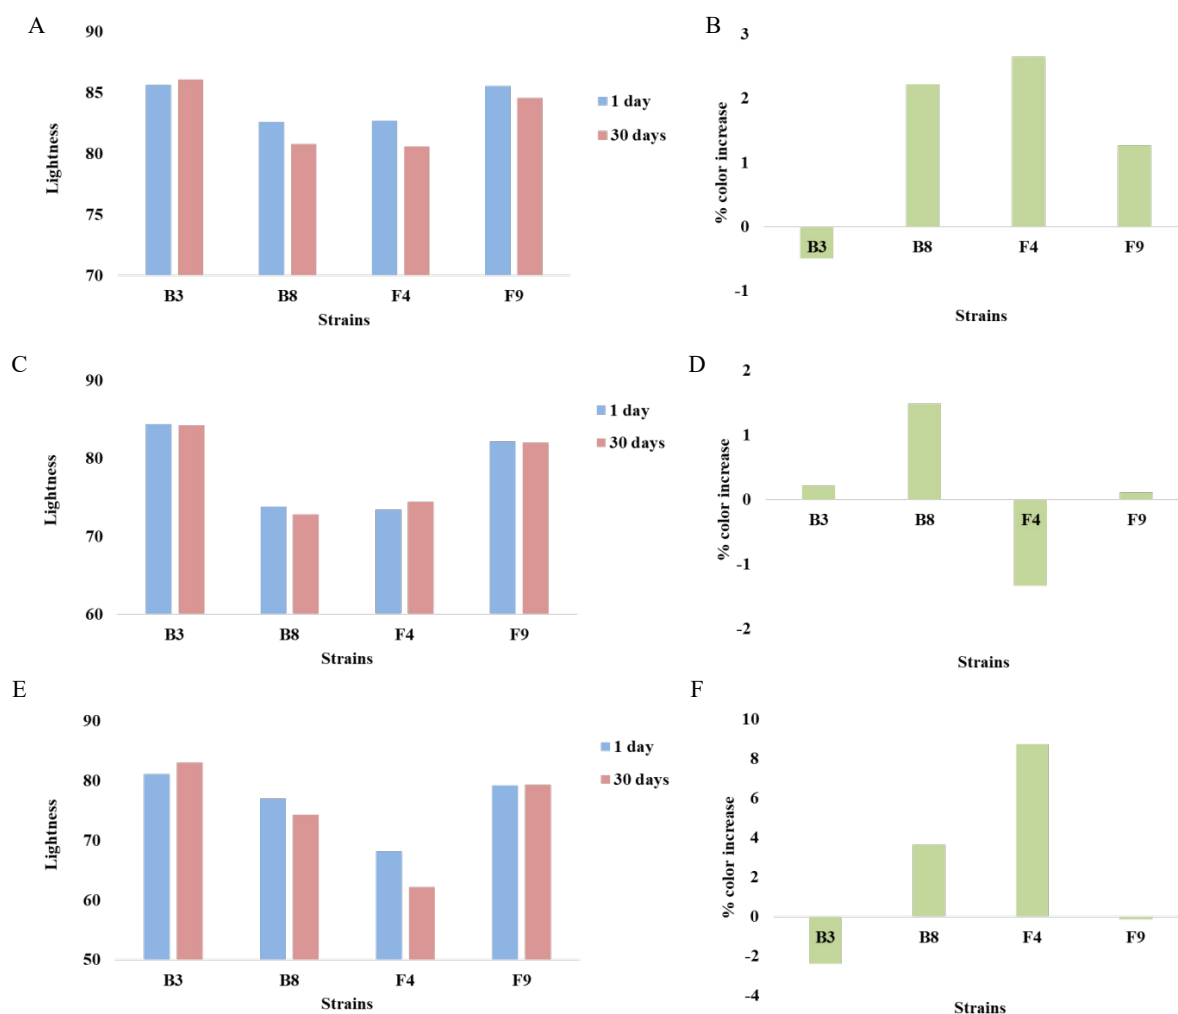 A
90
85
80
75
70
Lightness
B3
B8
F4
F9
Strains
1 day
30 days
B
3
2
1
0
-1
% color increase
B3
B8
F4
F9
Strains
C
90
80
70
60
Lightness
B3
B8
F4
F9
Strains
1 day
30 days
D
2
1
0
-1
-2
% color increase
B3
B8
F4
F9
Strains
E
90
80
70
60
50
Lightness
B3
B8
F4
F9
Strains
1 day
30 days
F
10
8
6
4
2
0
-2
-4
% color increase
B3
B8
F4
F9
Strains